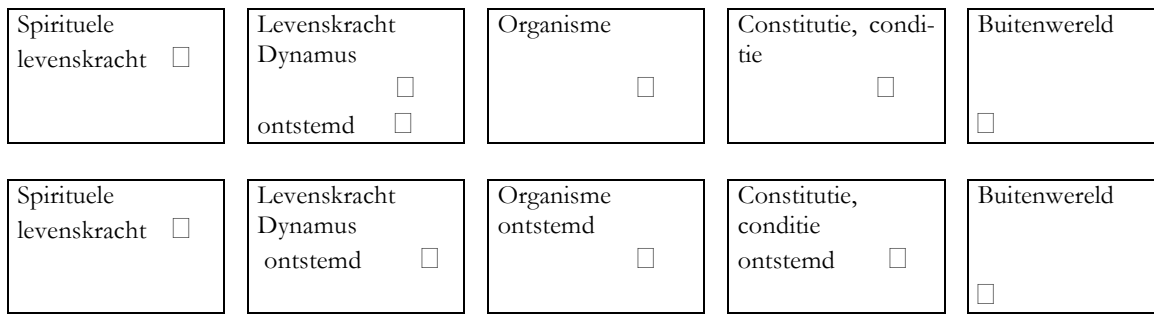 Spirituele
levenskracht □
Levenskracht
Dynamus
□
ontstemd □
Organisme
□
Constitutie, condi-
tie
□
Buitenwereld
□
Spirituele
levenskracht □
Levenskracht
Dynamus
ontstemd □
Organisme
ontstemd
□
Constitutie,
conditie
ontstemd □
Buitenwereld
□